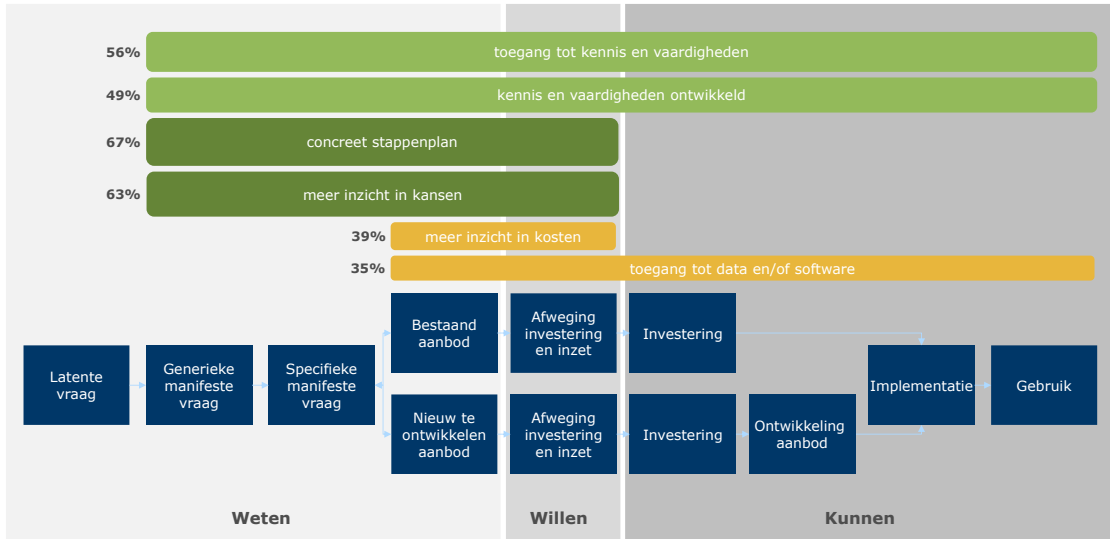 56% toegang tot kennis en vaardigheden
49% kennis en vaardigheden ontwikkeld
67% concreet stappenplan
63% meer inzicht in kansen
39% meer inzicht in kosten
35% toegang tot data en/of software
Latente
vraag
Generieke
manifeste
vraag
Specifieke
manifeste
vraag
Bestaand
aanbod
Afweging
investering
en inzet
Investering
Nieuw te
ontwikkelen
aanbod
Afweging
investering
en inzet
Investering
Ontwikkeling
aanbod
Implementatie
Gebruik
Weten
Willen
Kunnen